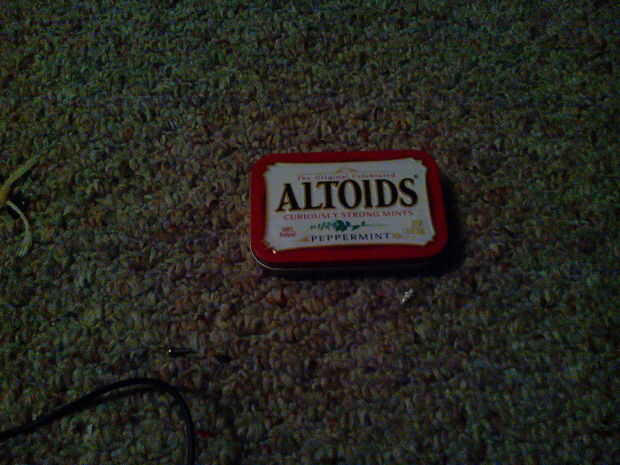 The Original Celebrated
ALTOIDS®
CURIOUSLY STRONG MINTS
PEPPERMINT